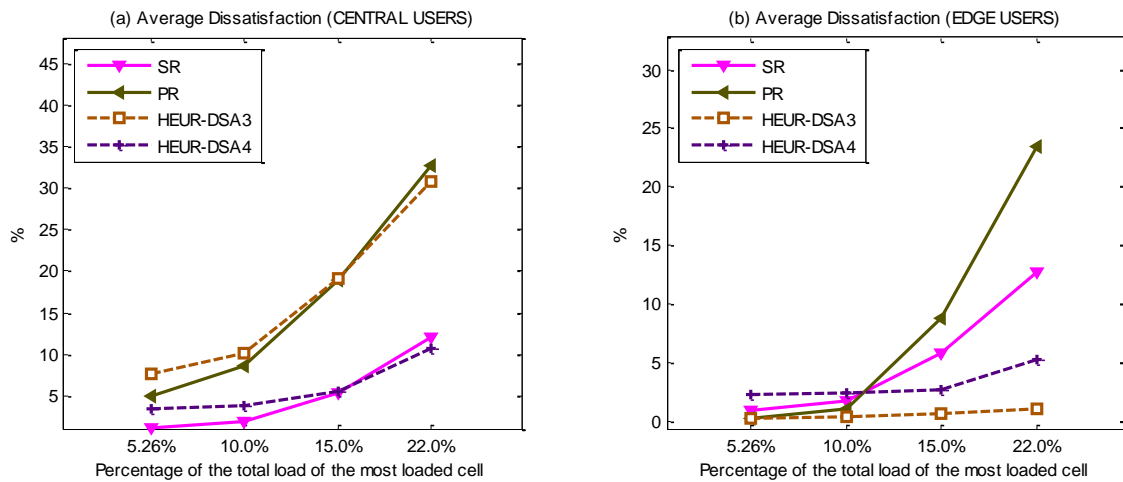 (a) Average Dissatisfaction (CENTRAL USERS)
45
40
35
30
25
20
15
10
5
%
SR
PR
HEUR-DSA3
HEUR-DSA4
5.26%
10.0%
15.0%
22.0%
Percentage of the total load of the most loaded cell
(b) Average Dissatisfaction (EDGE USERS)
30
25
20
15
10
5
0
%
SR
PR
HEUR-DSA3
HEUR-DSA4
5.26%
10.0%
15.0%
22.0%
Percentage of the total load of the most loaded cell